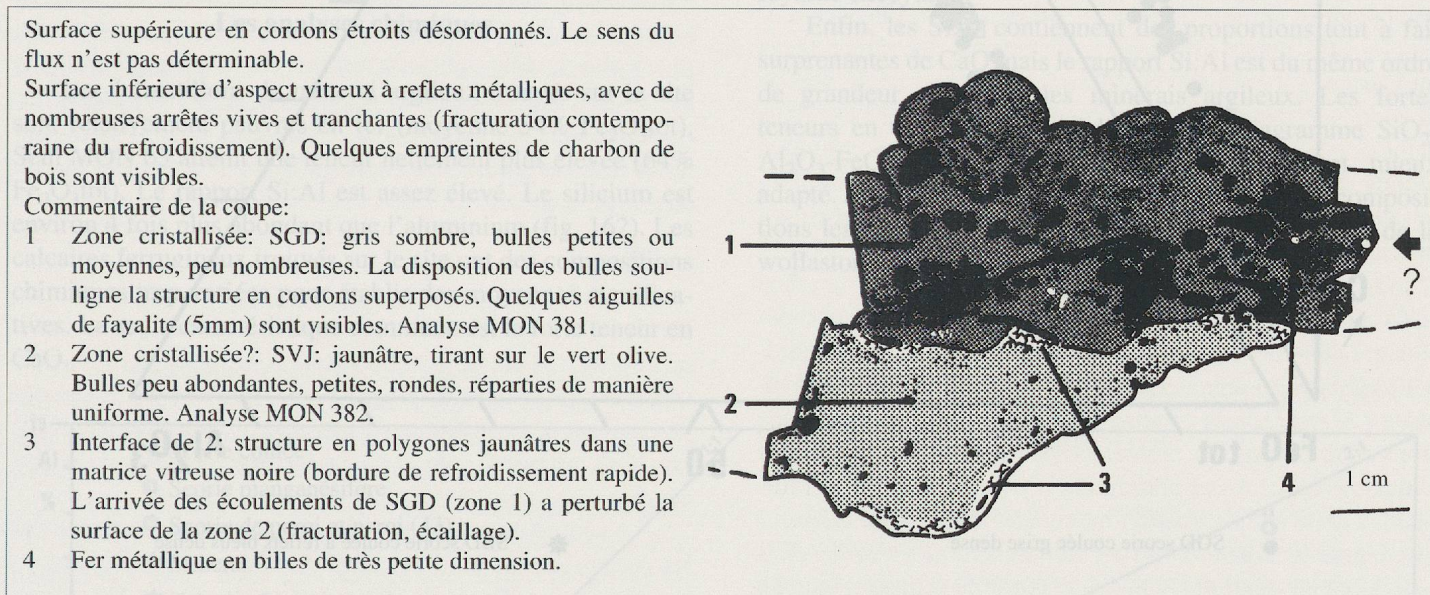 Surface supérieure en cordons étroits désordonnés. Le sens du
flux n'est pas déterminable.
Surface inférieure d'aspect vitreux à reflets métalliques, avec de
nombreuses arrêtes vives et tranchantes (fracturation contempo-
raine du refroidissement). Quelques empreintes de charbon de
bois sont visibles.
Commentaire de la coupe:
1 Zone cristallisée: SGD: gris sombre, bulles petites ou
moyennes, peu nombreuses. La disposition des bulles sou-
ligne la structure en cordons superposés. Quelques aiguilles
de fayalite (5mm) sont visibles. Analyse MON 381.
2 Zone cristallisée?: SVJ: jaunâtre, tirant sur le vert olive.
Bulles peu abondantes, petites, rondes, réparties de manière
uniforme. Analyse MON 382.
3 Interface de 2: structure en polygones jaunâtres dans une
matrice vitreuse noire (bordure de refroidissement rapide).
L'arrivée des écoulements de SGD (zone 1) a perturbé la
surface de la zone 2 (fracturation, écaillage).
4 Fer métallique en billes de très petite dimension.
1
?
2
3
4
1 cm